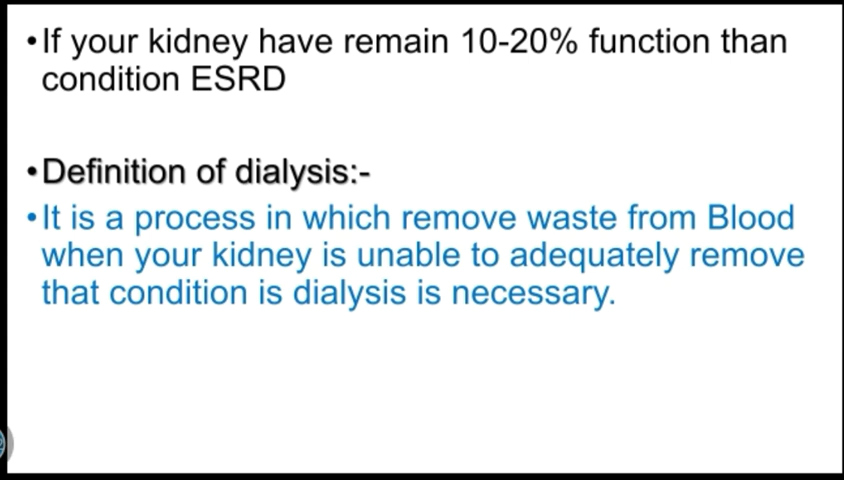 •If your kidney have remain 10-20% function than
condition ESRD
•Definition of dialysis:-
•It is a process in which remove waste from Blood
when your kidney is unable to adequately remove
that condition is dialysis is necessary.